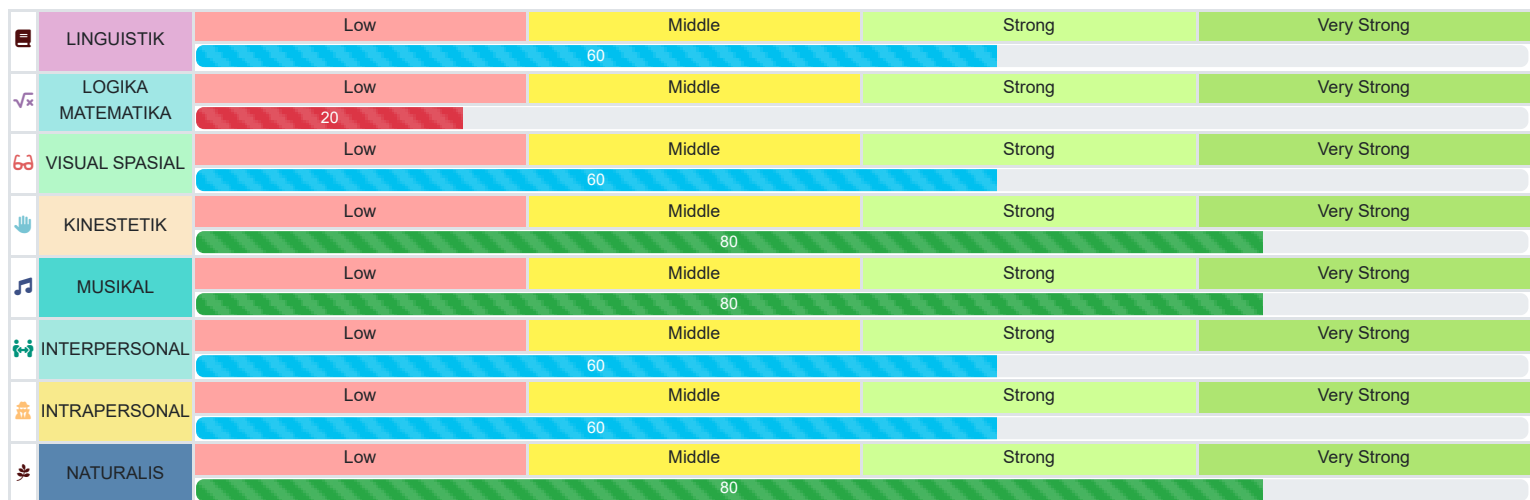 LINGUISTIK
Low Middle Strong Very Strong
60
LOGIKA
MATEMATIKA
Low Middle Strong Very Strong
20
VISUAL SPASIAL
Low Middle Strong Very Strong
60
KINESTETIK
Low Middle Strong Very Strong
80
MUSIKAL
Low Middle Strong Very Strong
80
INTERPERSONAL
Low Middle Strong Very Strong
60
INTRAPERSONAL
Low Middle Strong Very Strong
60
NATURALIS
Low Middle Strong Very Strong
80